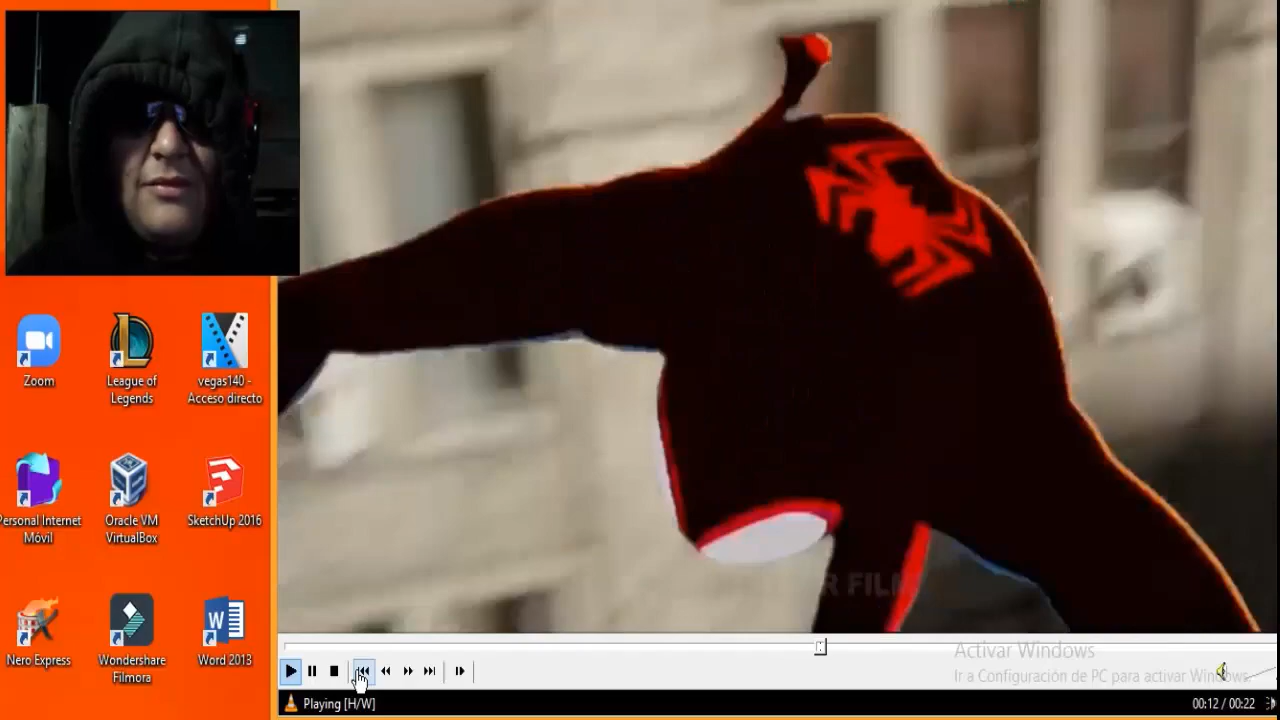 Zoom
League of
Legends
vegas140 -
Acceso directo
Personal Internet
Móvil
Oracle VM
VirtualBox
SketchUp 2016
Nero Express
Wondershare
Filmora
Word 2013
R FILM
Activar Windows
Ir a Configuración de PC para activar Windows.
Playing [H/W]
00:12 / 00:22